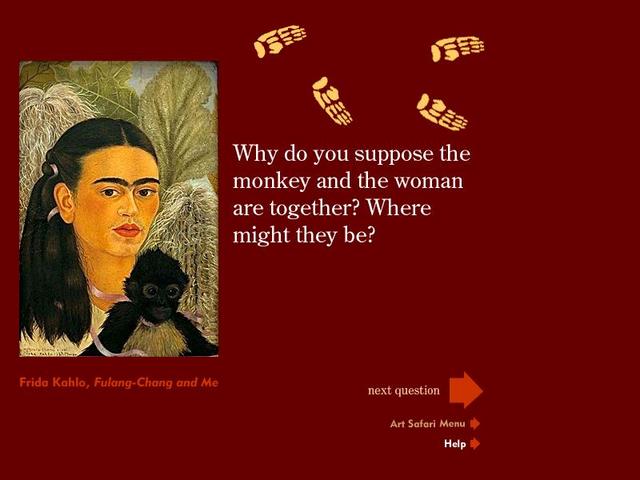 Why do you suppose the
monkey and the woman
are together? Where
might they be?
Frida Kahlo, Fulang-Chang and Me
next question
Art Safari Menu
Help